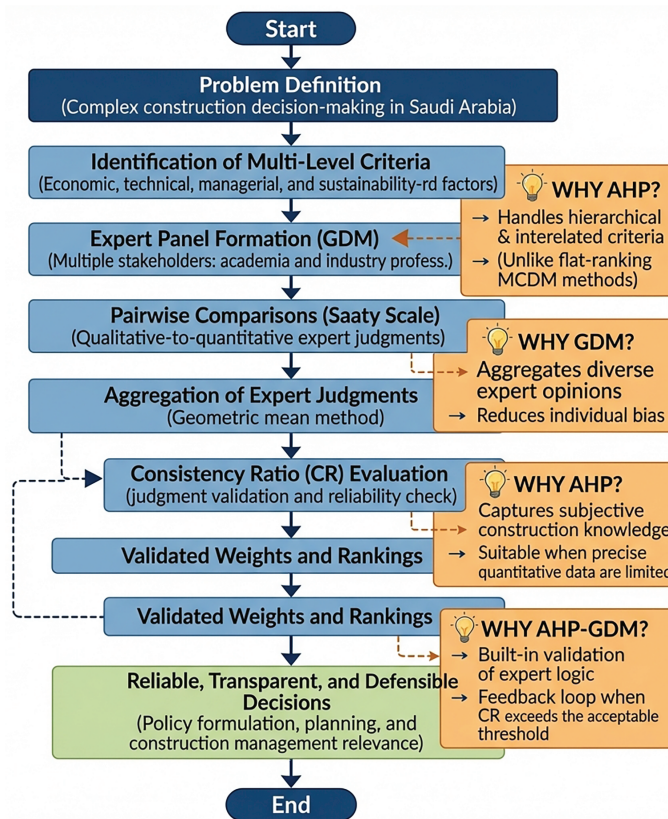 Start
Problem Definition
(Complex construction decision-making in Saudi Arabia)
Identification of Multi-Level Criteria
(Economic, technical, managerial, and sustainability-rd factors)
WHY AHP?
→ Handles hierarchical
& interelated criteria
→ (Unlike flat-ranking
MCDM methods)
Expert Panel Formation (GDM)
(Multiple stakeholders: academia and industry profess.)
Pairwise Comparisons (Saaty Scale)
(Qualitative-to-quantitative expert judgments)
WHY GDM?
Aggregates diverse
expert opinions
→ Reduces individual bias
Aggregation of Expert Judgments
(Geometric mean method)
Consistency Ratio (CR) Evaluation
(judgment validation and reliability check)
WHY AHP?
Captures subjective
construction knowledge
→ Suitable when precise
quantitative data are limited
Validated Weights and Rankings
Validated Weights and Rankings
WHY AHP-GDM?
→ Built-in validation
of expert logic
→ Feedback loop when
CR exceeds the acceptable
threshold
Reliable, Transparent, and Defensible
Decisions
(Policy formulation, planning, and
construction management relevance)
End